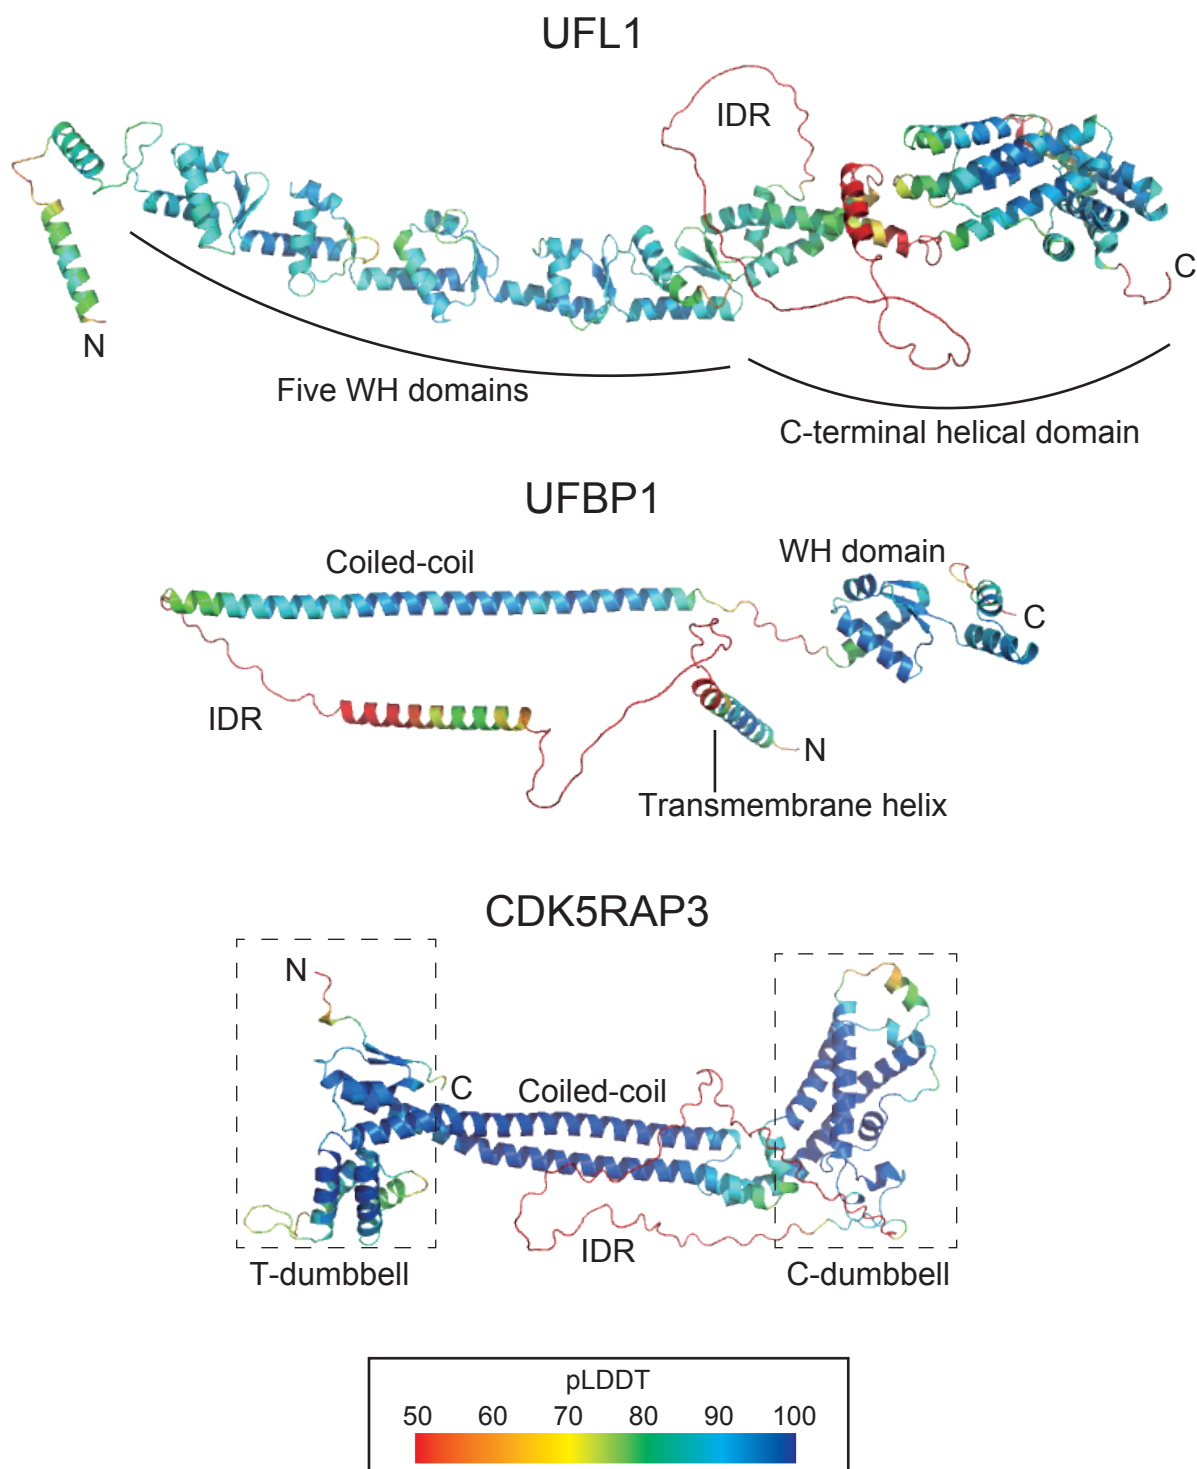 UFL1
IDR
C
N
Five WH domains
C-terminal helical domain
UFBP1
Coiled-coil
WH domain
C
IDR
N
Transmembrane helix
CDK5RAP3
N
C
Coiled-coil
IDR
T-dumbbell
C-dumbbell
pLDDT
50 60 70 80 90 100